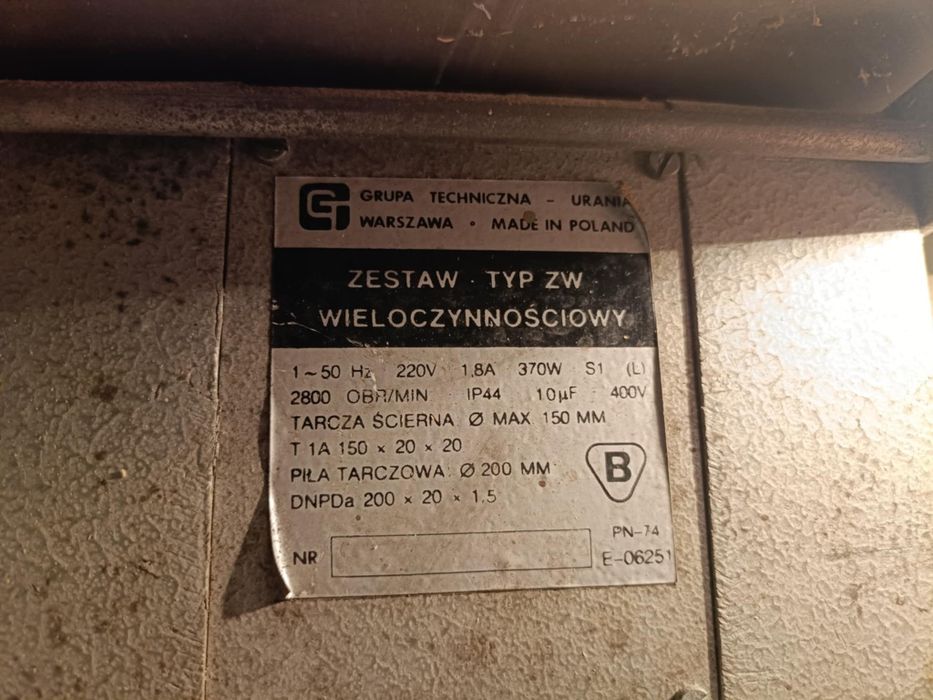 GRUPA TECHNICZNA - URANIA
WARSZAWA • MADE IN POLAND
ZESTAW TYP ZW
WIELOCZYNNOŚCIOWY
1~50 Hz 220V 1,8A 370W S1 (L)
2800 OBR/MIN IP44 10µF 400V
TARCZA ŚCIERNA Ø MAX 150 MM
T 1A 150 × 20 × 20
PIŁA TARCZOWA Ø 200 MM
DNPDa 200 × 20 × 1,5
B
PN-74
NR E-06251